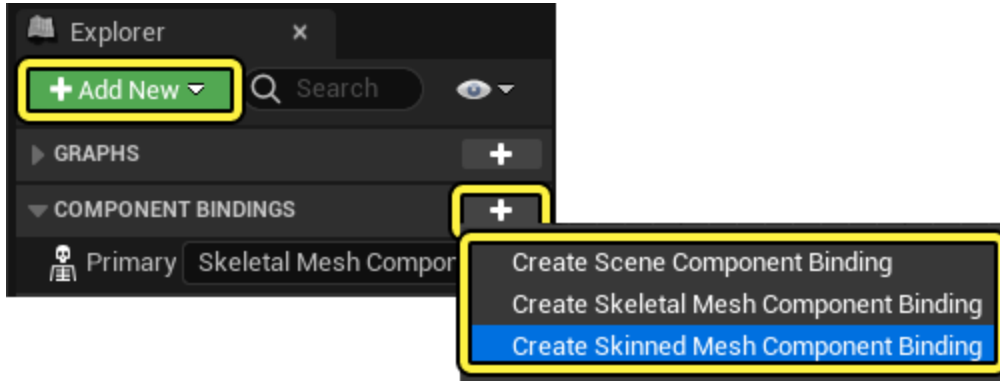 Explorer
Add New
Search
GRAPHS
COMPONENT BINDINGS
Primary Skeletal Mesh Compor
Create Scene Component Binding
Create Skeletal Mesh Component Binding
Create Skinned Mesh Component Binding